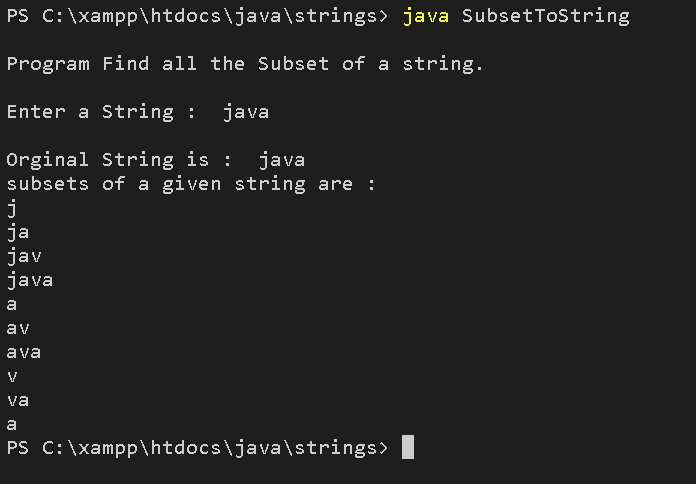 PS C:\xampp\htdocs\java\strings> java SubsetToString
Program Find all the Subset of a string.
Enter a String :  java
Orginal String is :  java
subsets of a given string are :
j
ja
jav
java
a
av
ava
v
va
a
PS C:\xampp\htdocs\java\strings>